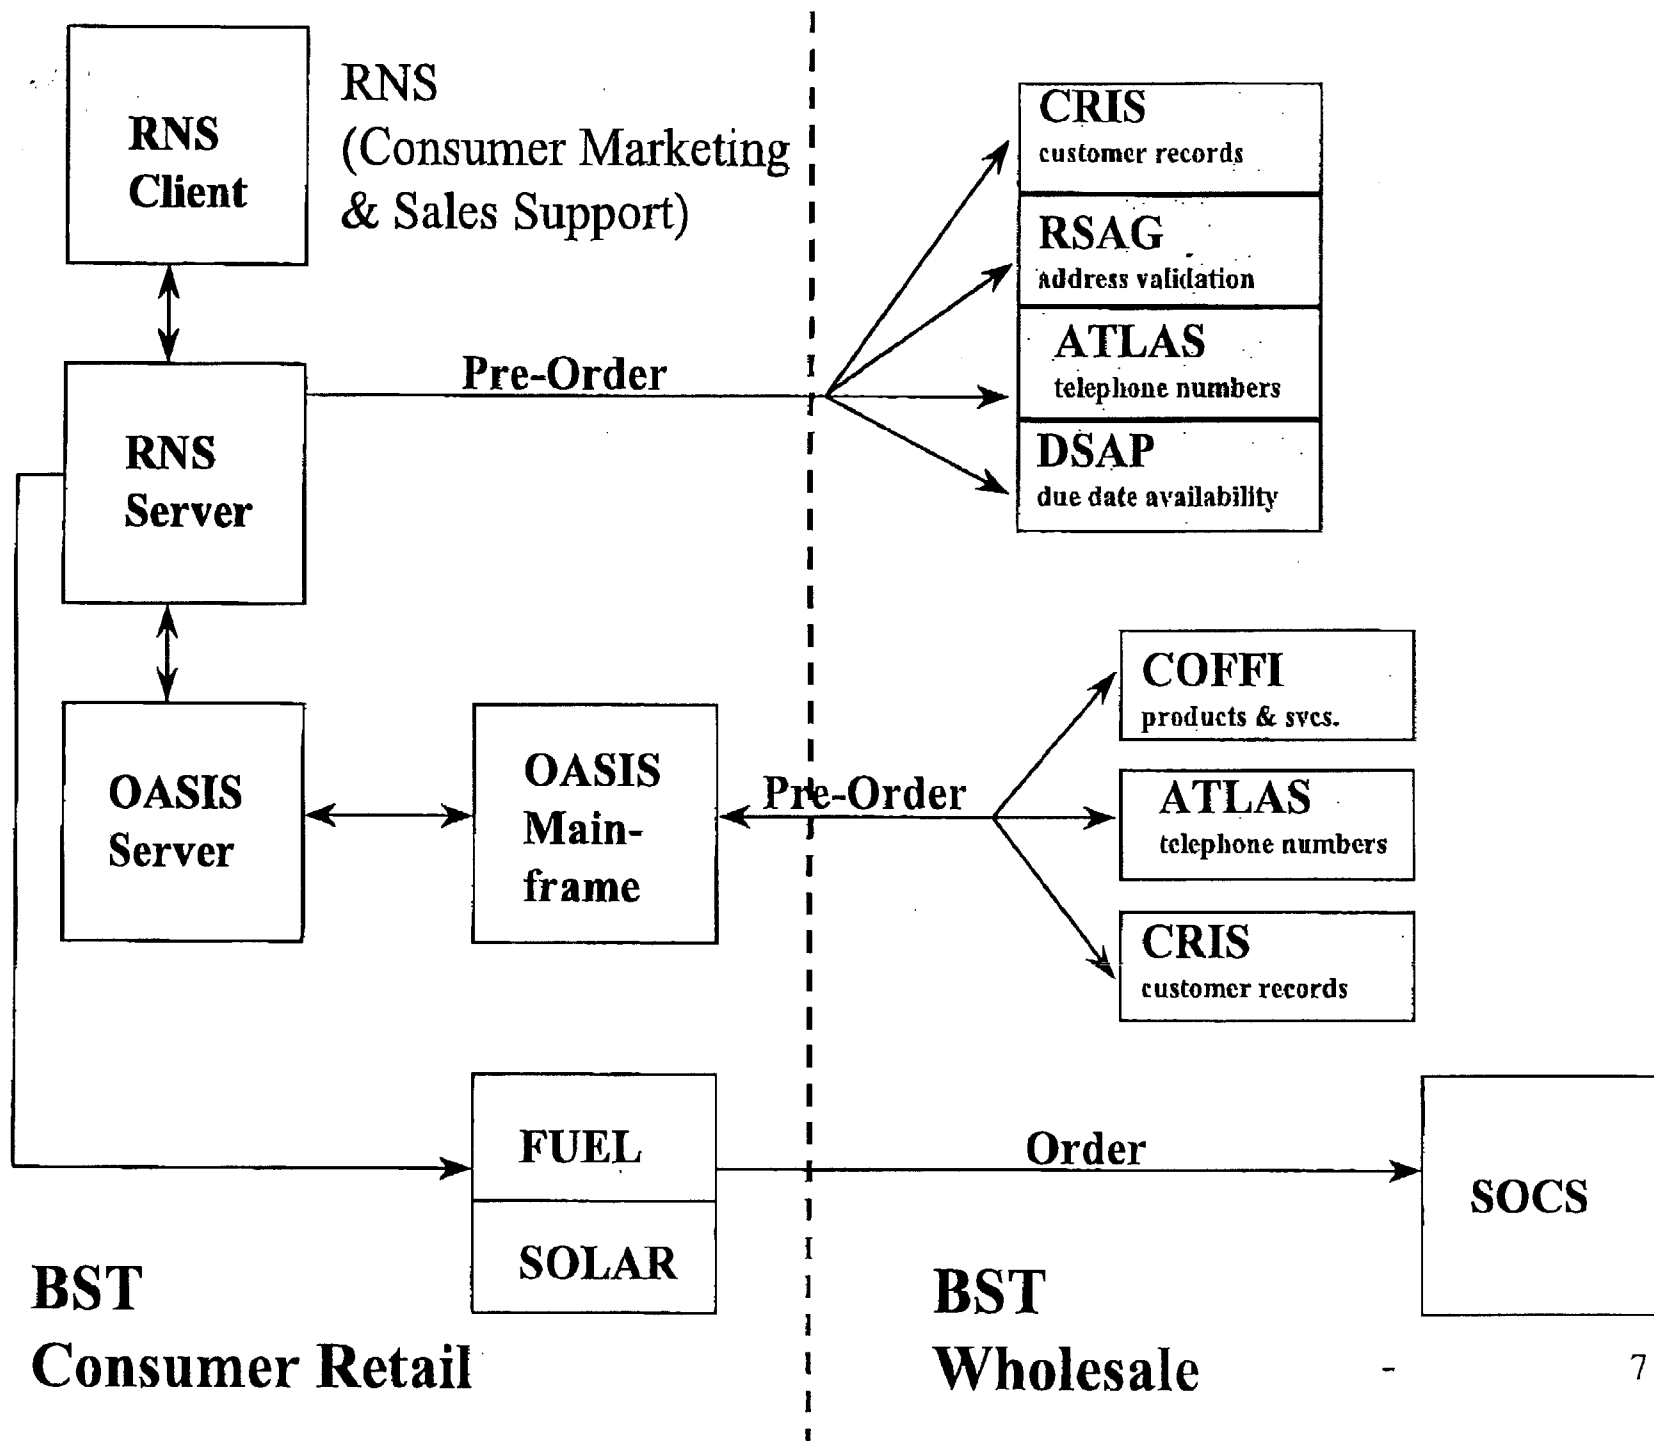 RNS
Client
RNS
(Consumer Marketing
& Sales Support)
CRIS
customer records
RSAG
address validation
ATLAS
telephone numbers
DSAP
due date availability
Pre-Order
RNS
Server
OASIS
Server
OASIS
Main-
frame
Pre-Order
COFFI
products & svcs.
ATLAS
telephone numbers
CRIS
customer records
FUEL
SOLAR
Order
SOCS
BST
Consumer Retail
BST
Wholesale
7